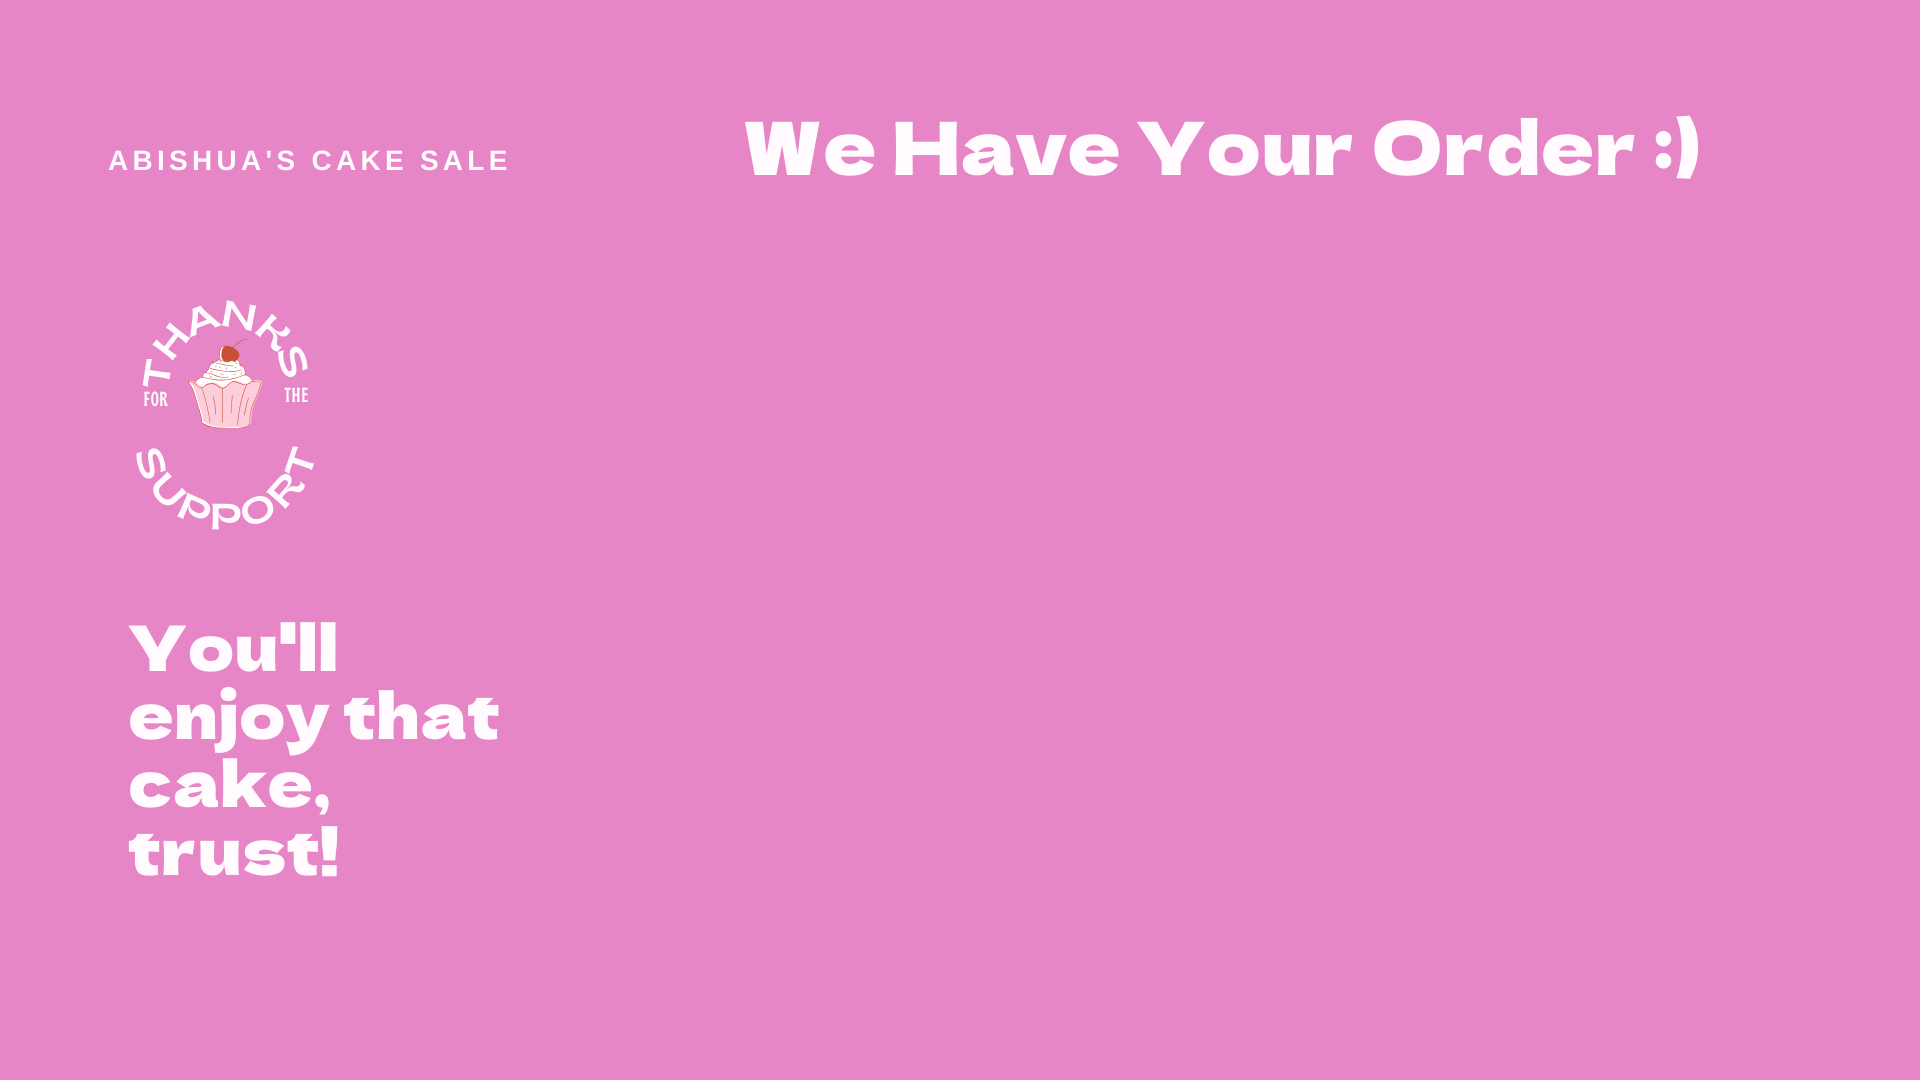 ABISHUA'S CAKE SALE
We Have Your Order :)
THANKS
FOR THE
SUPPORT
You'll
enjoy that
cake,
trust!